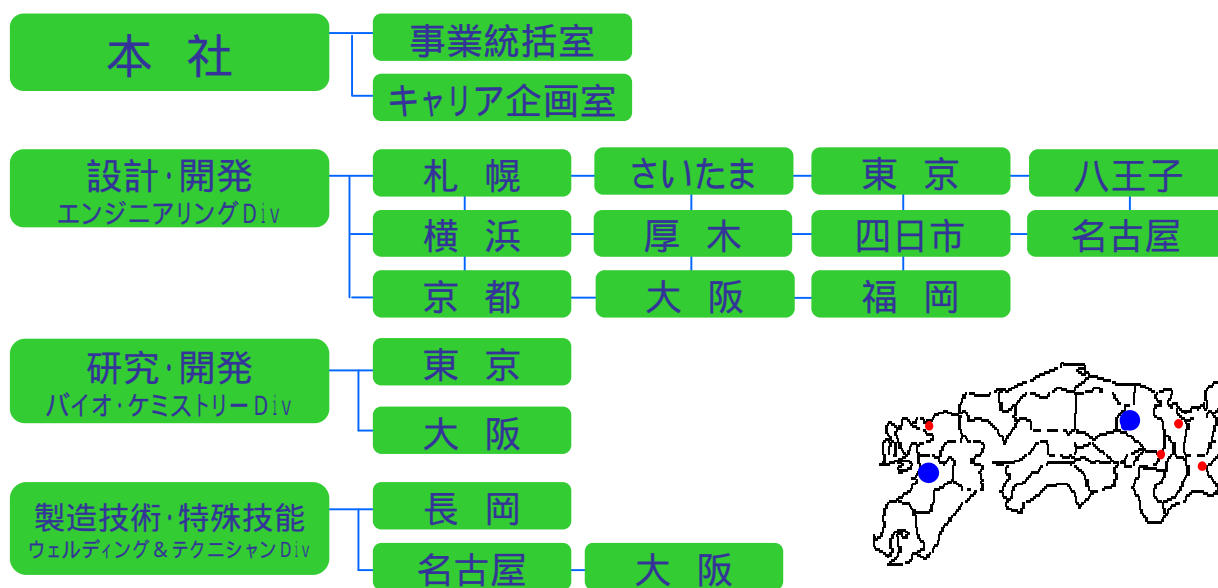 本 社
事業統括室
キャリア企画室
設計・開発
エンジニアリングDiv
札 幌 さいたま 東 京 八王子
横 浜 厚 木 四日市 名古屋
京 都 大 阪 福 岡
研究・開発
バイオ・ケミストリーDiv
東 京
大 阪
製造技術・特殊技能
ウェルディング&テクニシャンDiv
長 岡
名古屋 大 阪